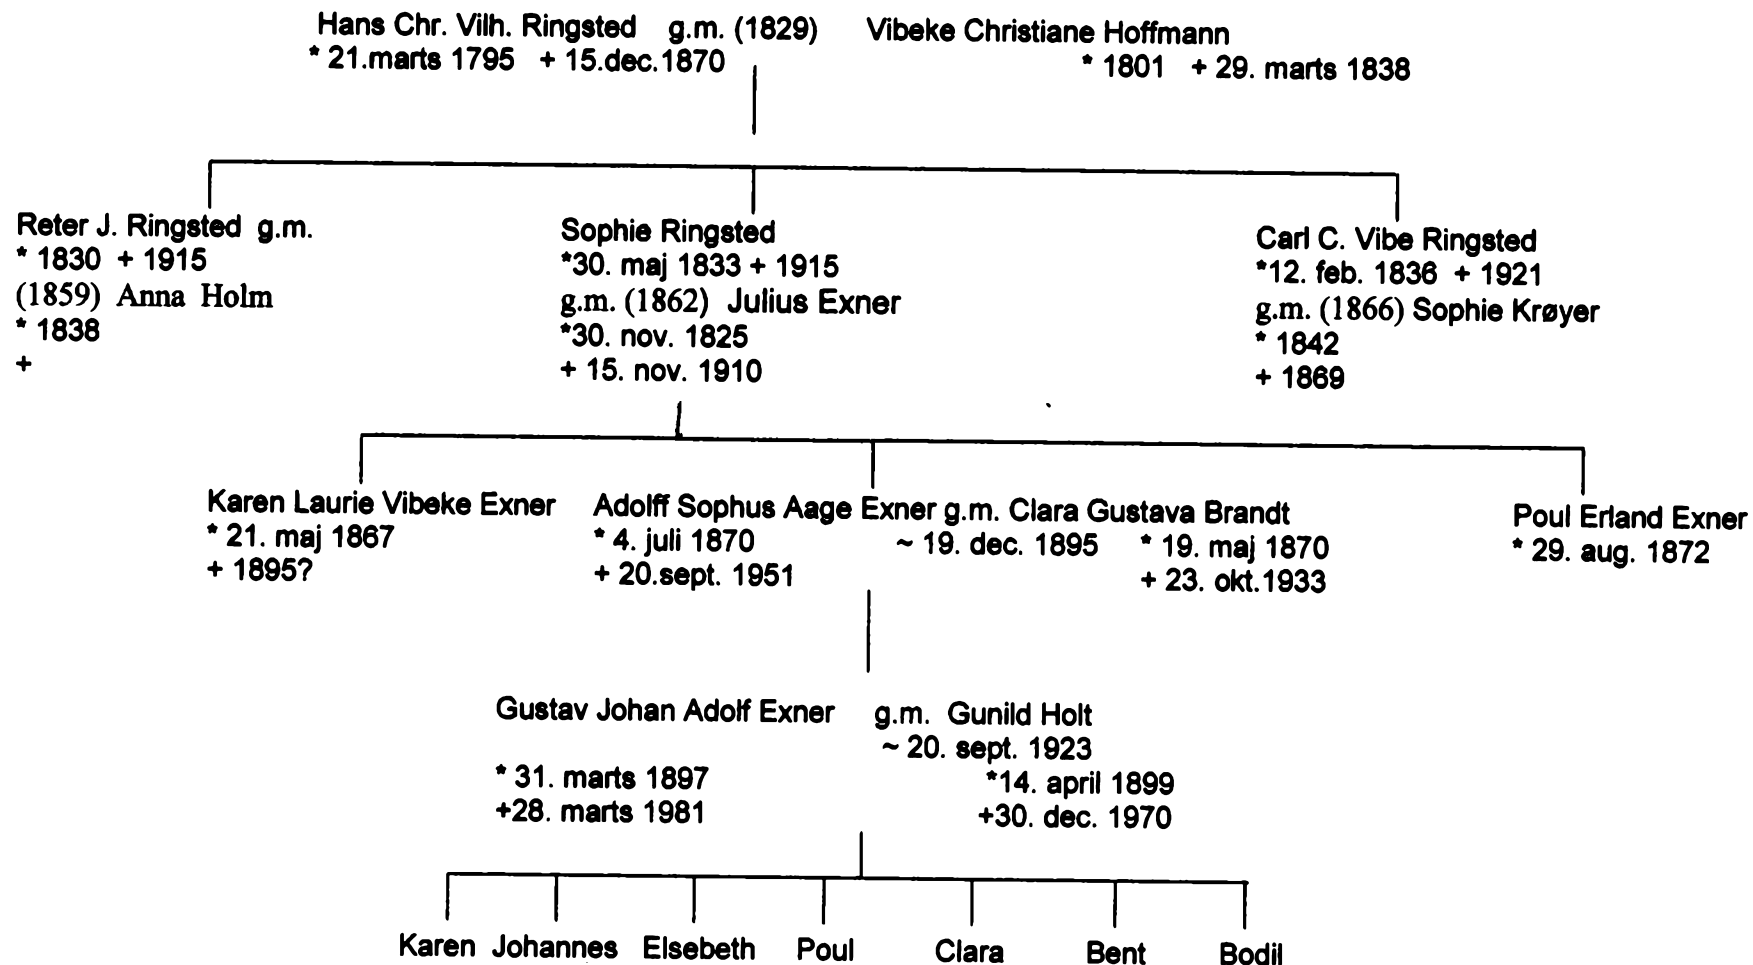 Hans Chr. Vilh. Ringsted g.m. (1829) Vibeke Christiane Hoffmann
* 21.marts 1795 + 15.dec.1870 * 1801 + 29. marts 1838
Reter J. Ringsted g.m.
* 1830 + 1915
(1859) Anna Holm
* 1838
+
Sophie Ringsted
*30. maj 1833 + 1915
g.m. (1862) Julius Exner
*30. nov. 1825
+ 15. nov. 1910
Carl C. Vibe Ringsted
*12. feb. 1836 + 1921
g.m. (1866) Sophie Krøyer
* 1842
+ 1869
Karen Laurie Vibeke Exner
* 21. maj 1867
+ 1895?
Adolff Sophus Aage Exner g.m. Clara Gustava Brandt
* 4. juli 1870 ~ 19. dec. 1895 * 19. maj 1870
+ 20.sept. 1951 + 23. okt.1933
Poul Erland Exner
* 29. aug. 1872
Gustav Johan Adolf Exner g.m. Gunild Holt
~ 20. sept. 1923
* 31. marts 1897 *14. april 1899
+28. marts 1981 +30. dec. 1970
Karen Johannes Elsebeth Poul Clara Bent Bodil